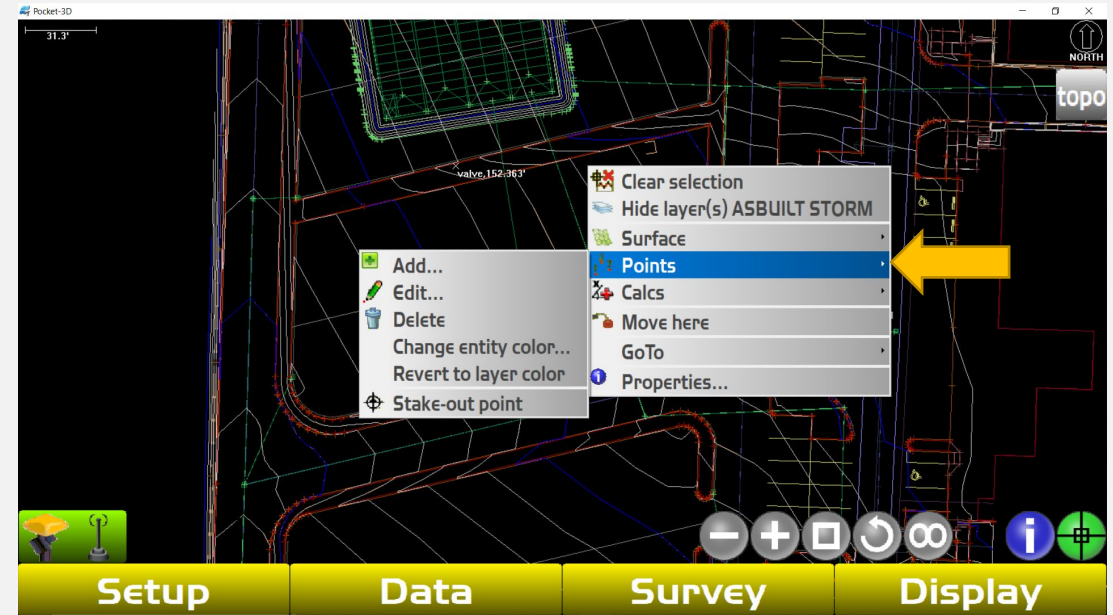 Pocket-3D
31.3'
NORTH
topo
valve,152.363'
Clear selection
Hide layer(s) ASBUILT STORM
Surface
Points
Calcs
Move here
GoTo
Properties...
Add...
Edit...
Delete
Change entity color...
Revert to layer color
Stake-out point
Setup
Data
Survey
Display